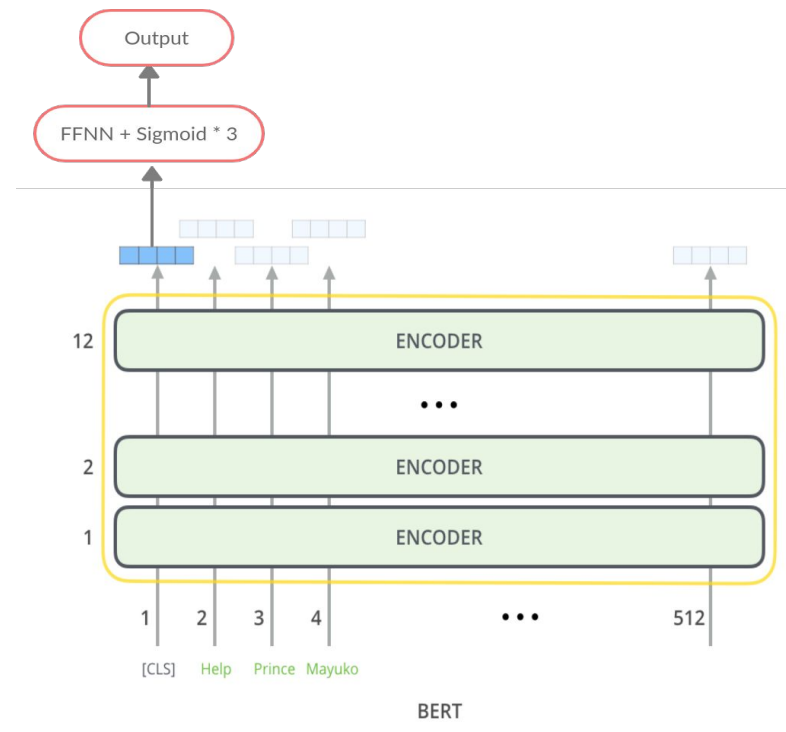 Output
FFNN + Sigmoid * 3
12
ENCODER
•••
2
ENCODER
1
ENCODER
1 2 3 4 ••• 512
[CLS] Help Prince Mayuko
BERT